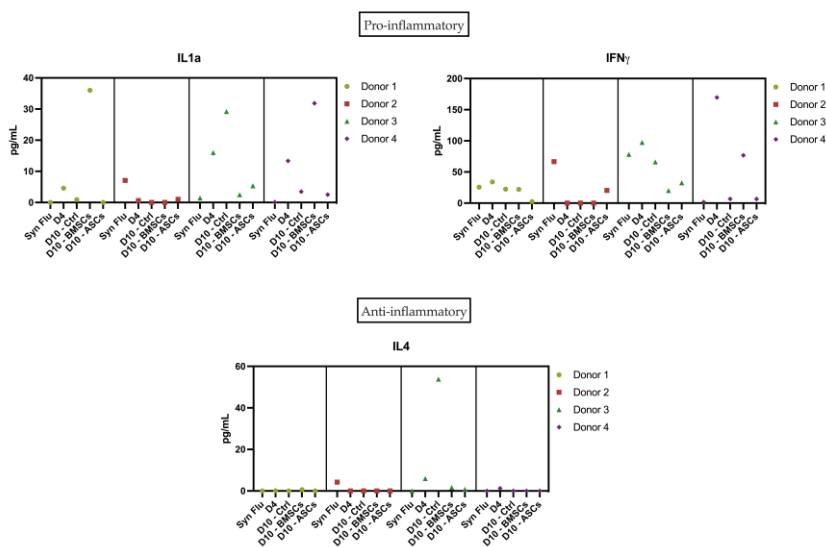 Pro-inflammatory
IL1a
pg/mL
40
30
20
10
0
Syn Flu
D4
D10 - Ctrl
D10 - BMSCs
D10 - ASCs
Syn Flu
D4
D10 - Ctrl
D10 - BMSCs
D10 - ASCs
Syn Flu
D4
D10 - Ctrl
D10 - BMSCs
D10 - ASCs
Syn Flu
D4
D10 - Ctrl
D10 - BMSCs
D10 - ASCs
Donor 1
Donor 2
Donor 3
Donor 4
IFNγ
pg/mL
200
150
100
50
0
Syn Flu
D4
D10 - Ctrl
D10 - BMSCs
D10 - ASCs
Syn Flu
D4
D10 - Ctrl
D10 - BMSCs
D10 - ASCs
Syn Flu
D4
D10 - Ctrl
D10 - BMSCs
D10 - ASCs
Syn Flu
D4
D10 - Ctrl
D10 - BMSCs
D10 - ASCs
Donor 1
Donor 2
Donor 3
Donor 4
Anti-inflammatory
IL4
pg/mL
60
40
20
0
Syn Flu
D4
D10 - Ctrl
D10 - BMSCs
D10 - ASCs
Syn Flu
D4
D10 - Ctrl
D10 - BMSCs
D10 - ASCs
Syn Flu
D4
D10 - Ctrl
D10 - BMSCs
D10 - ASCs
Syn Flu
D4
D10 - Ctrl
D10 - BMSCs
D10 - ASCs
Donor 1
Donor 2
Donor 3
Donor 4